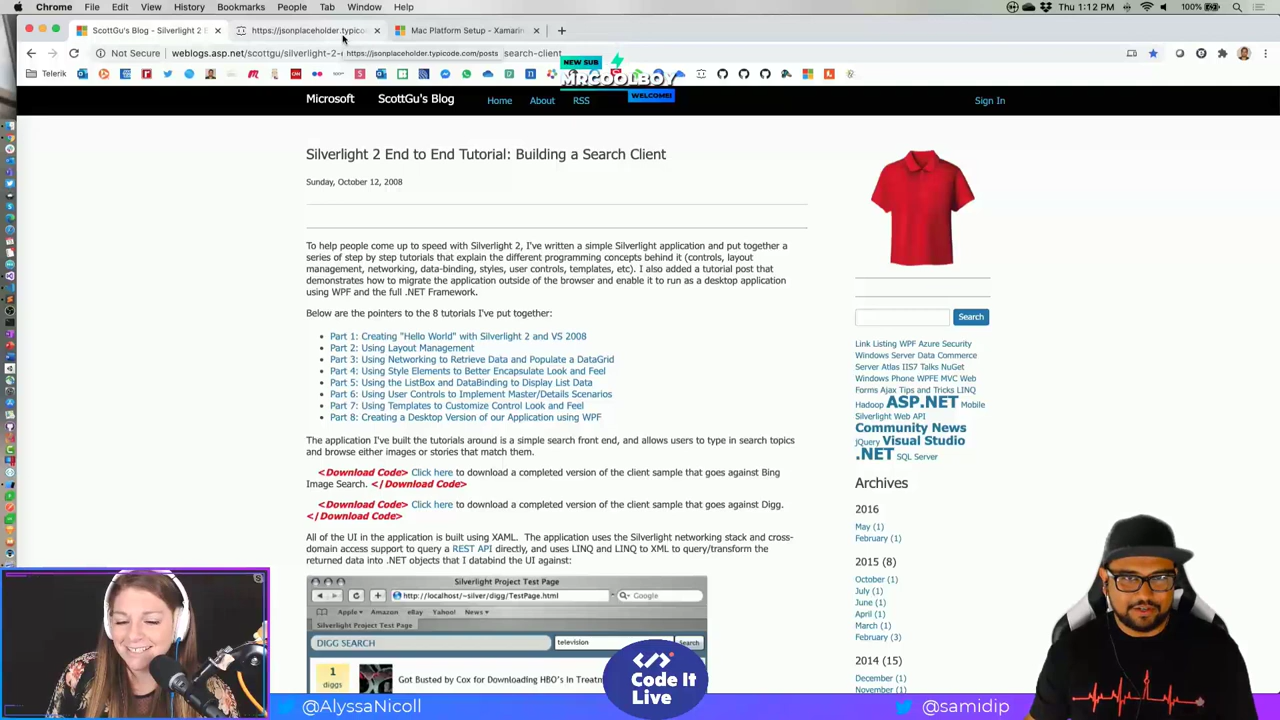 Chrome File Edit View History Bookmarks People Tab Window Help
100% Thu 1:12 PM
ScottGu's Blog - Silverlight 2 E
https://jsonplaceholder.typico
Mac Platform Setup - Xamarin
Not Secure
weblogs.asp.net/scottgu/silverlight-2-
https://jsonplaceholder.typicode.com/posts
search-client
Telerik
NEW SUB
MRCOOLBOY
WELCOME!
Microsoft ScottGu's Blog Home About RSS Sign In
Silverlight 2 End to End Tutorial: Building a Search Client
Sunday, October 12, 2008
To help people come up to speed with Silverlight 2, I've written a simple Silverlight application and put together a
series of step by step tutorials that explain the different programming concepts behind it (controls, layout
management, networking, data-binding, styles, user controls, templates, etc). I also added a tutorial post that
demonstrates how to migrate the application outside of the browser and enable it to run as a desktop application
using WPF and the full .NET Framework.
Below are the pointers to the 8 tutorials I've put together:
Part 1: Creating "Hello World" with Silverlight 2 and VS 2008
Part 2: Using Layout Management
Part 3: Using Networking to Retrieve Data and Populate a DataGrid
Part 4: Using Style Elements to Better Encapsulate Look and Feel
Part 5: Using the ListBox and DataBinding to Display List Data
Part 6: Using User Controls to Implement Master/Details Scenarios
Part 7: Using Templates to Customize Control Look and Feel
Part 8: Creating a Desktop Version of our Application using WPF
The application I've built the tutorials around is a simple search front end, and allows users to type in search topics
and browse either images or stories that match them.
<Download Code> Click here to download a completed version of the client sample that goes against Bing
Image Search. </Download Code>
<Download Code> Click here to download a completed version of the client sample that goes against Digg.
</Download Code>
All of the UI in the application is built using XAML. The application uses the Silverlight networking stack and cross-
domain access support to query a REST API directly, and uses LINQ and LINQ to XML to query/transform the
returned data into .NET objects that I databind the UI against:
Silverlight Project Test Page
http://localhost/~silver/digg/TestPage.html
Google
Apple Amazon eBay Yahoo! News
Silverlight Project Test Page
DIGG SEARCH
television
Search
1
diggs
Got Busted by Cox for Downloading HBO's In Treatm
Search
Link Listing WPF Azure Security
Windows Server Data Commerce
Server Atlas IIS7 Talks NuGet
Windows Phone WPFE MVC Web
Forms Ajax Tips and Tricks LINQ
Hadoop ASP.NET Mobile
Silverlight Web API
Community News
jQuery Visual Studio
.NET SQL Server
Archives
2016
May (1)
February (1)
2015 (8)
October (1)
July (1)
June (1)
April (1)
March (1)
February (3)
2014 (15)
December (1)
November (1)
Code It
Live
@AlyssaNicoll
@samidip